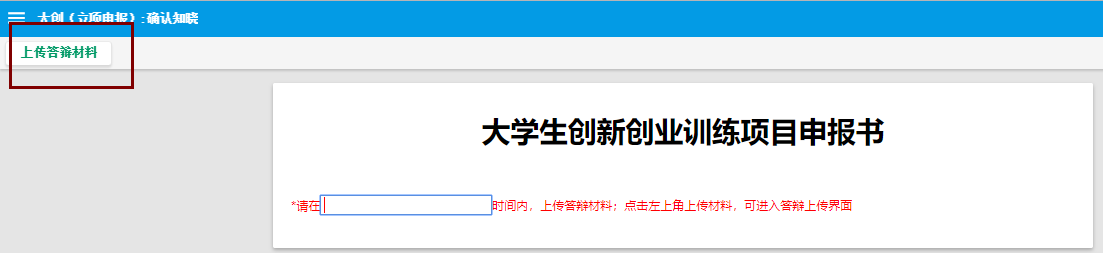 大创（立项申报）: 确认知晓
上传答辩材料
大学生创新创业训练项目申报书
*请在 时间内，上传答辩材料；点击左上角上传材料，可进入答辩上传界面